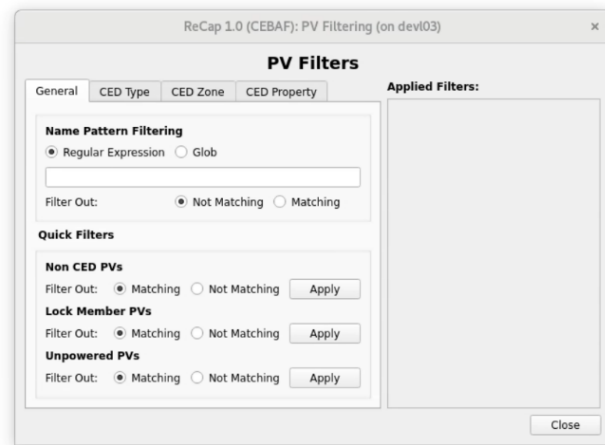 ReCap 1.0 (CEBAF): PV Filtering (on devl03)
×
PV Filters
General CED Type CED Zone CED Property
Name Pattern Filtering
Regular Expression Glob
Filter Out: Not Matching Matching
Quick Filters
Non CED PVs
Filter Out: Matching Not Matching Apply
Lock Member PVs
Filter Out: Matching Not Matching Apply
Unpowered PVs
Filter Out: Matching Not Matching Apply
Applied Filters:
Close